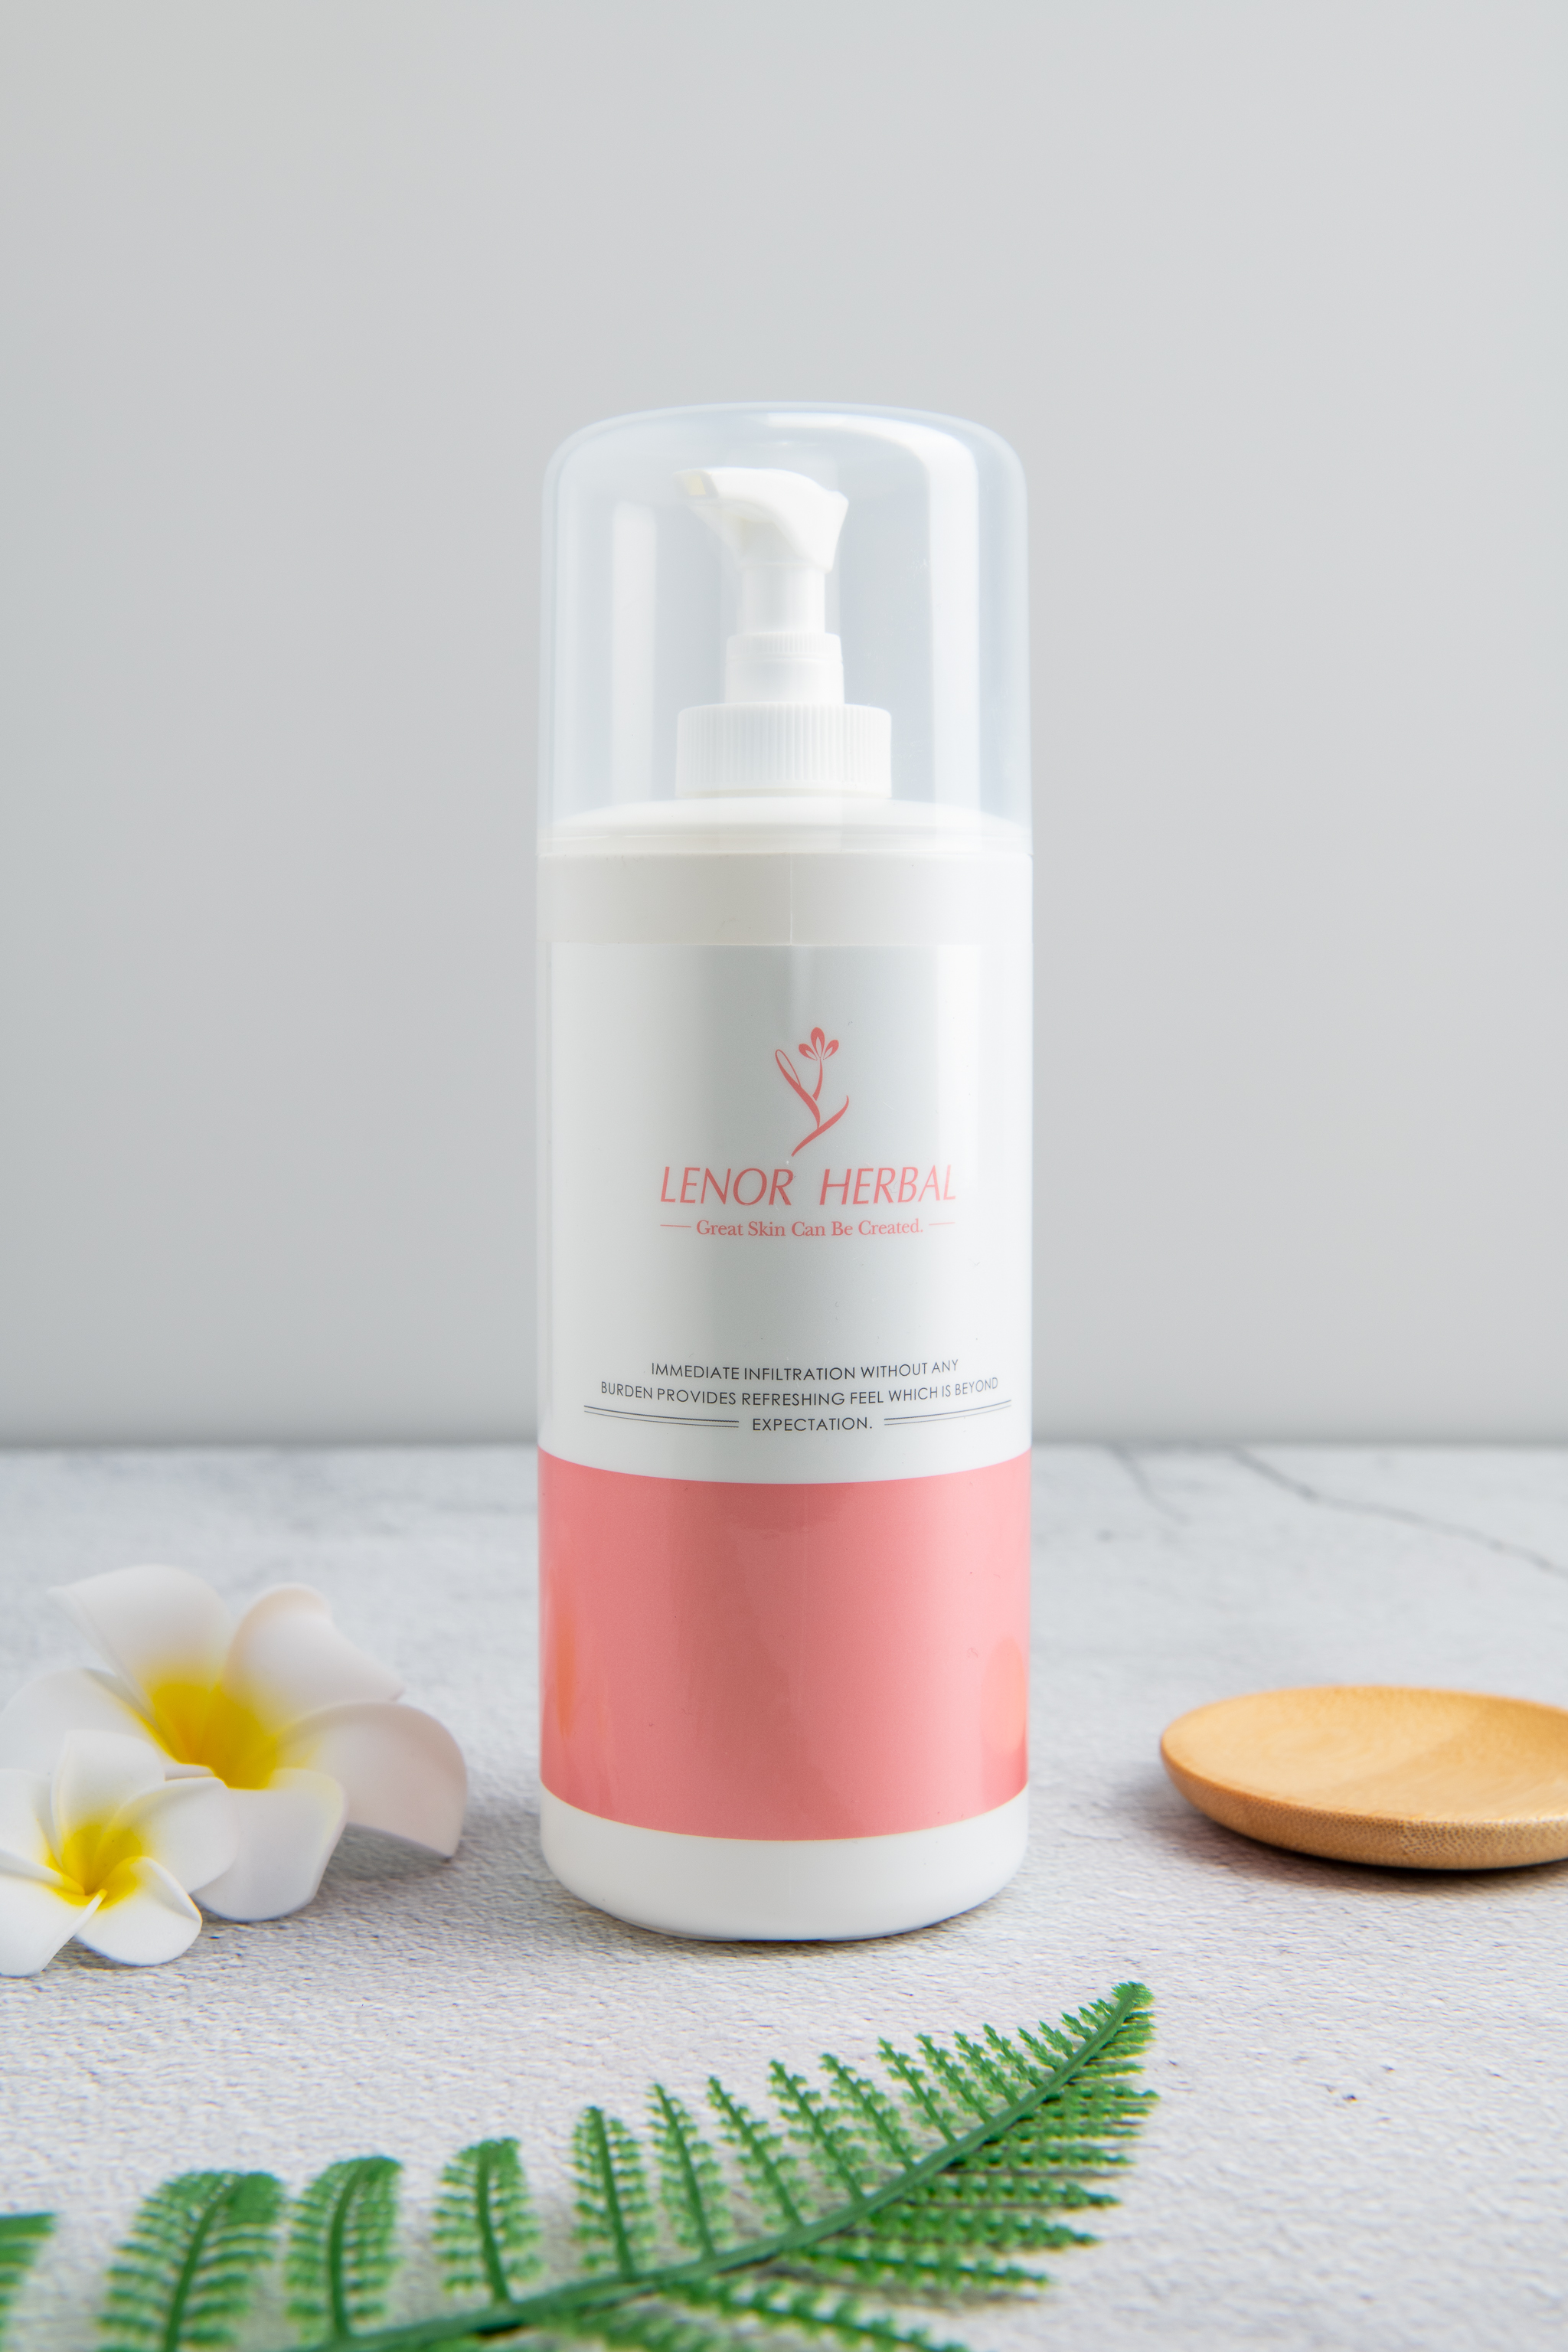 LENOR HERBAL
Great Skin Can Be Created.
IMMEDIATE INFILTRATION WITHOUT ANY
BURDEN PROVIDES REFRESHING FEEL WHICH IS BEYOND
EXPECTATION.